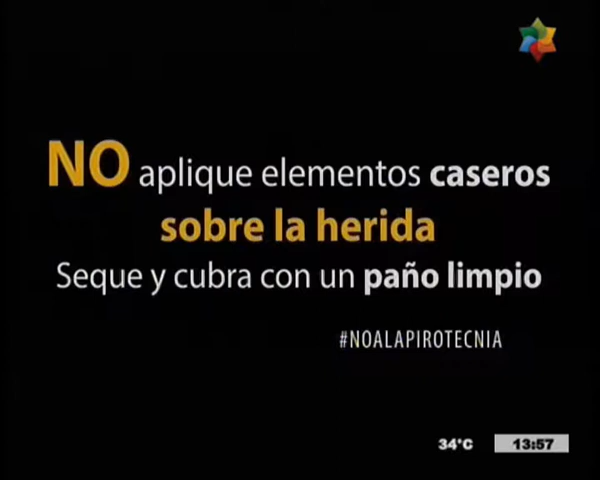 NO aplique elementos caseros
sobre la herida
Seque y cubra con un paño limpio
#NOALAPIROTECNIA
34°C 13:57